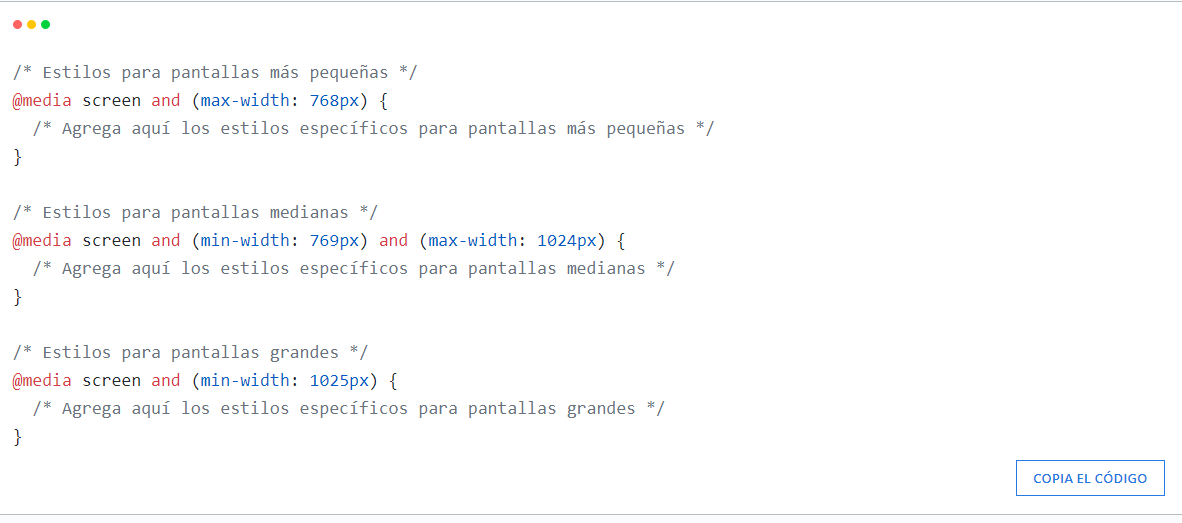 /* Estilos para pantallas más pequeñas */
@media screen and (max-width: 768px) {
  /* Agrega aquí los estilos específicos para pantallas más pequeñas */
}

/* Estilos para pantallas medianas */
@media screen and (min-width: 769px) and (max-width: 1024px) {
  /* Agrega aquí los estilos específicos para pantallas medianas */
}

/* Estilos para pantallas grandes */
@media screen and (min-width: 1025px) {
  /* Agrega aquí los estilos específicos para pantallas grandes */
}
COPIA EL CÓDIGO